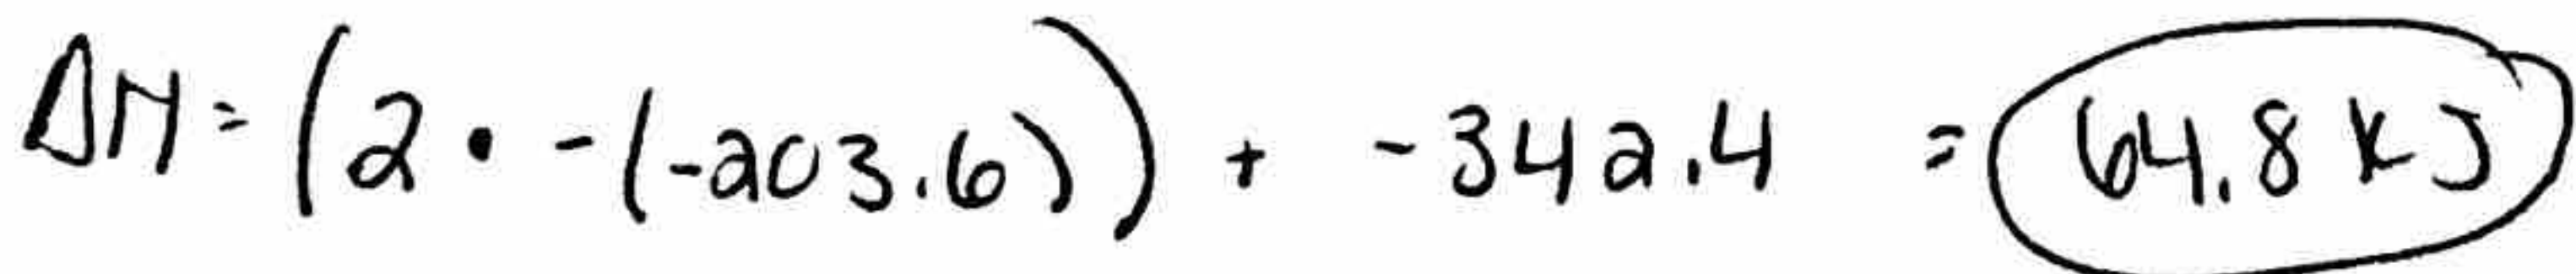 ΔH = (2 · -(-203.6)) + -342.4 = 64.8 kJ